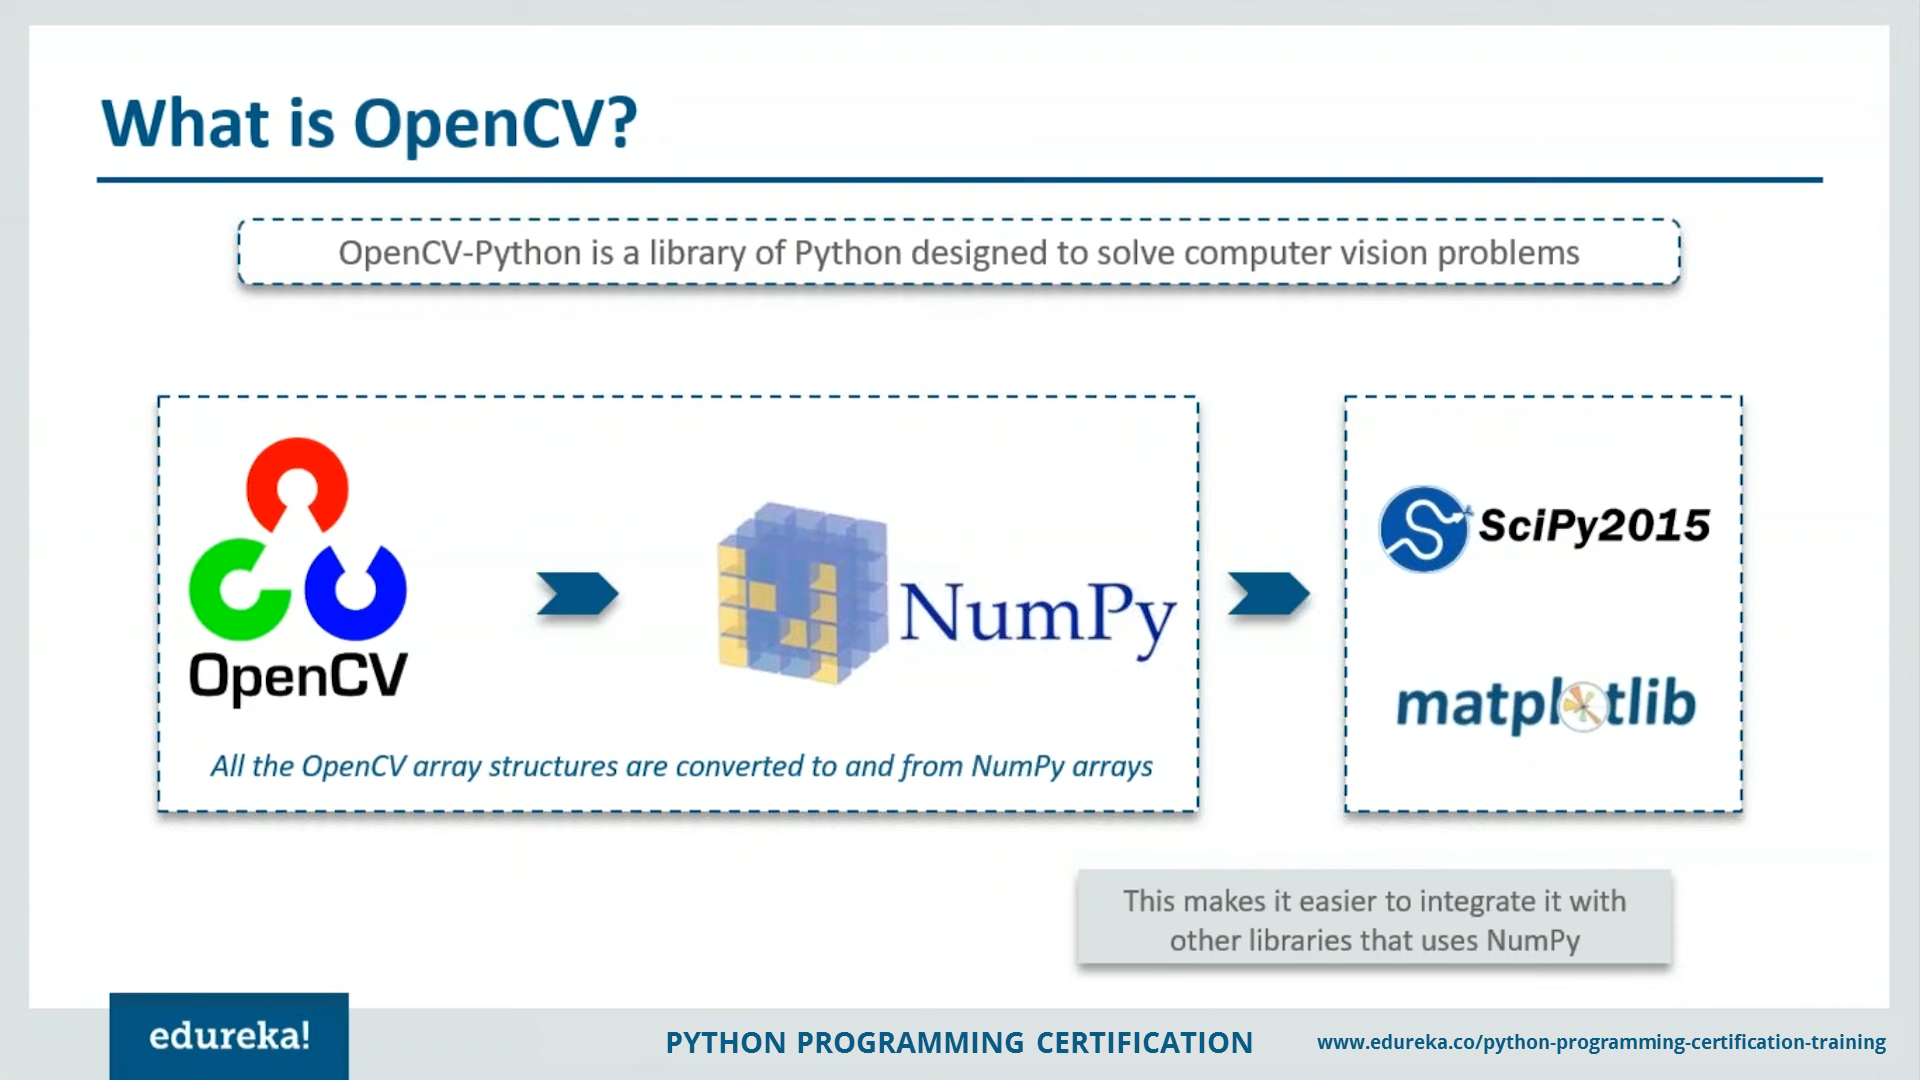 What is OpenCV?
OpenCV-Python is a library of Python designed to solve computer vision problems
OpenCV
NumPy
All the OpenCV array structures are converted to and from NumPy arrays
SciPy2015
matplotlib
This makes it easier to integrate it with
other libraries that uses NumPy
edureka!
PYTHON PROGRAMMING CERTIFICATION
www.edureka.co/python-programming-certification-training